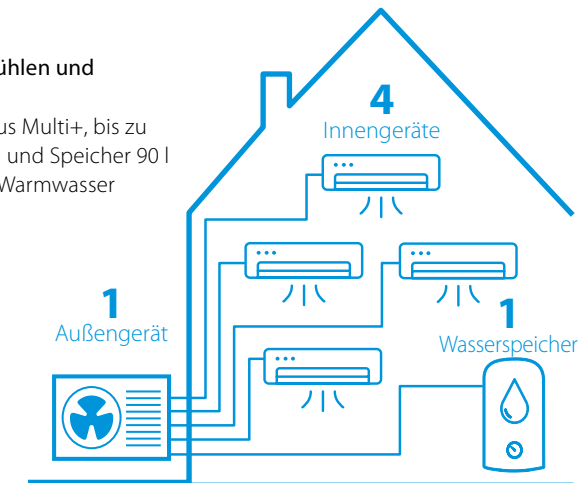 ühlen und
us Multi+, bis zu
und Speicher 90 l
Warmwasser
4
Innengeräte
1
Außengerät
1
Wasserspeicher